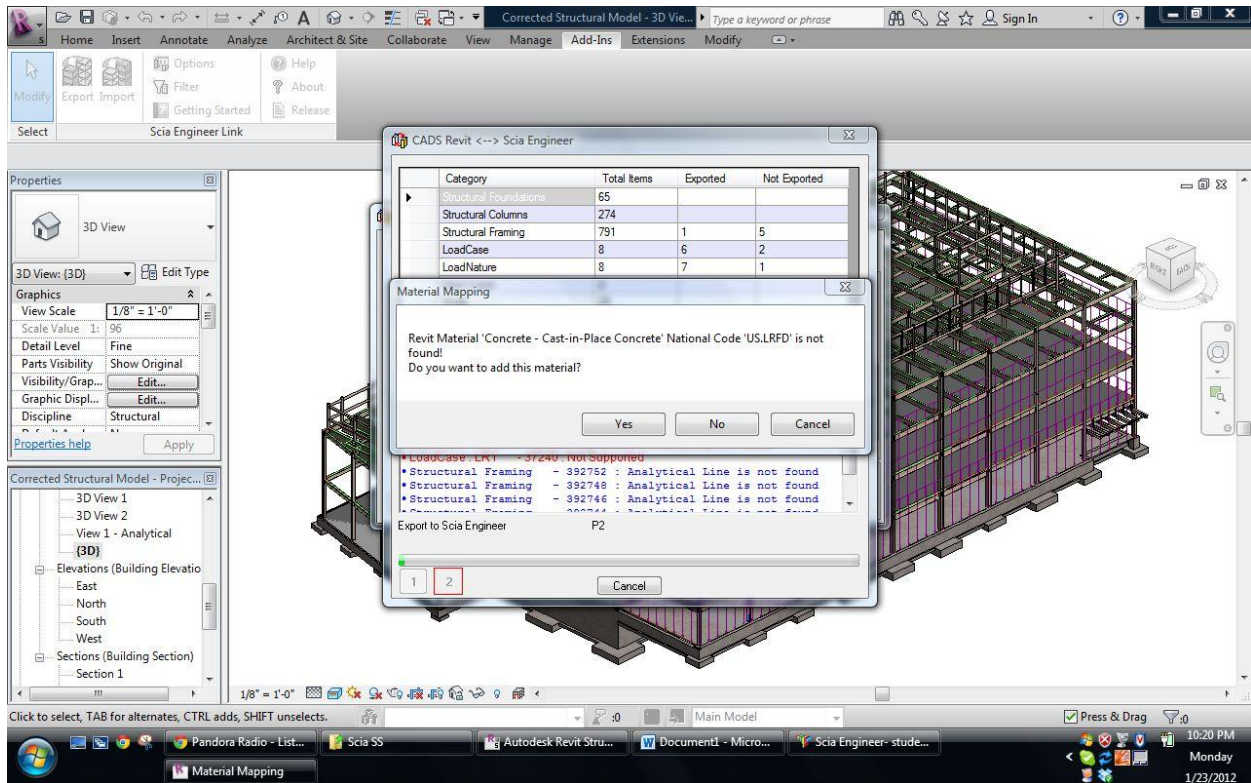 Corrected Structural Model - 3D Vie...
Type a keyword or phrase
Sign In
Home Insert Annotate Analyze Architect & Site Collaborate View Manage Add-Ins Extensions Modify
Modify
Export Import
Options
Filter
Getting Started
Help
About
Release
Select
Scia Engineer Link
Properties
3D View
3D View: {3D}
Edit Type
Graphics
View Scale 1/8" = 1'-0"
Scale Value 1: 96
Detail Level Fine
Parts Visibility Show Original
Visibility/Grap... Edit...
Graphic Displ... Edit...
Discipline Structural
Properties help
Apply
Corrected Structural Model - Projec...
3D View 1
3D View 2
View 1 - Analytical
{3D}
Elevations (Building Elevatio
East
North
South
West
Sections (Building Section)
Section 1
CADS Revit <--> Scia Engineer
Category Total Items Exported Not Exported
Structural Foundations 65
Structural Columns 274
Structural Framing 791 1 5
LoadCase 8 6 2
LoadNature 8 7 1
Material Mapping
Revit Material 'Concrete - Cast-in-Place Concrete' National Code 'US.LRFD' is not
found!
Do you want to add this material?
Yes
No
Cancel
•LoadCase : LR1 - 37240 : Not Supported
•Structural Framing - 392752 : Analytical Line is not found
•Structural Framing - 392748 : Analytical Line is not found
•Structural Framing - 392746 : Analytical Line is not found
Export to Scia Engineer P2
1 2
Cancel
RIGHT
BACK
1/8" = 1'-0"
Click to select, TAB for alternates, CTRL adds, SHIFT unselects.
:0
Main Model
Press & Drag
:0
Pandora Radio - List...
Scia SS
Autodesk Revit Stru...
Document1 - Micro...
Scia Engineer- stude...
Material Mapping
10:20 PM
Monday
1/23/2012